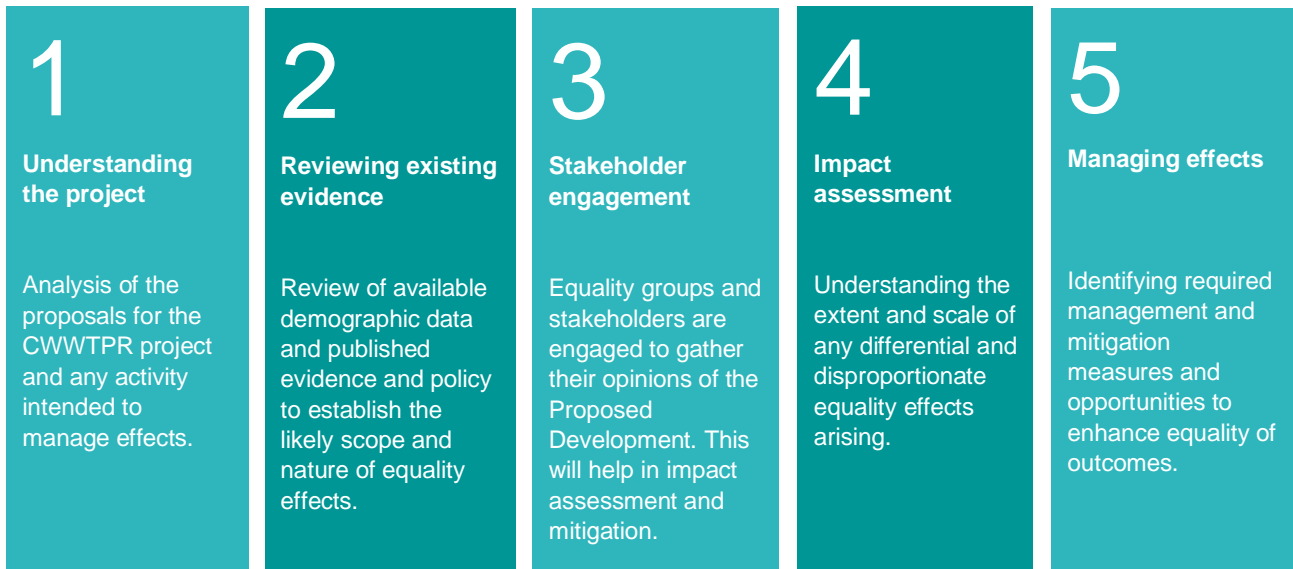 1
Understanding
the project
Analysis of the
proposals for the
CWWTPR project
and any activity
intended to
manage effects.
2
Reviewing existing
evidence
Review of available
demographic data
and published
evidence and policy
to establish the
likely scope and
nature of equality
effects.
3
Stakeholder
engagement
Equality groups and
stakeholders are
engaged to gather
their opinions of the
Proposed
Development. This
will help in impact
assessment and
mitigation.
4
Impact
assessment
Understanding the
extent and scale of
any differential and
disproportionate
equality effects
arising.
5
Managing effects
Identifying required
management and
mitigation
measures and
opportunities to
enhance equality of
outcomes.